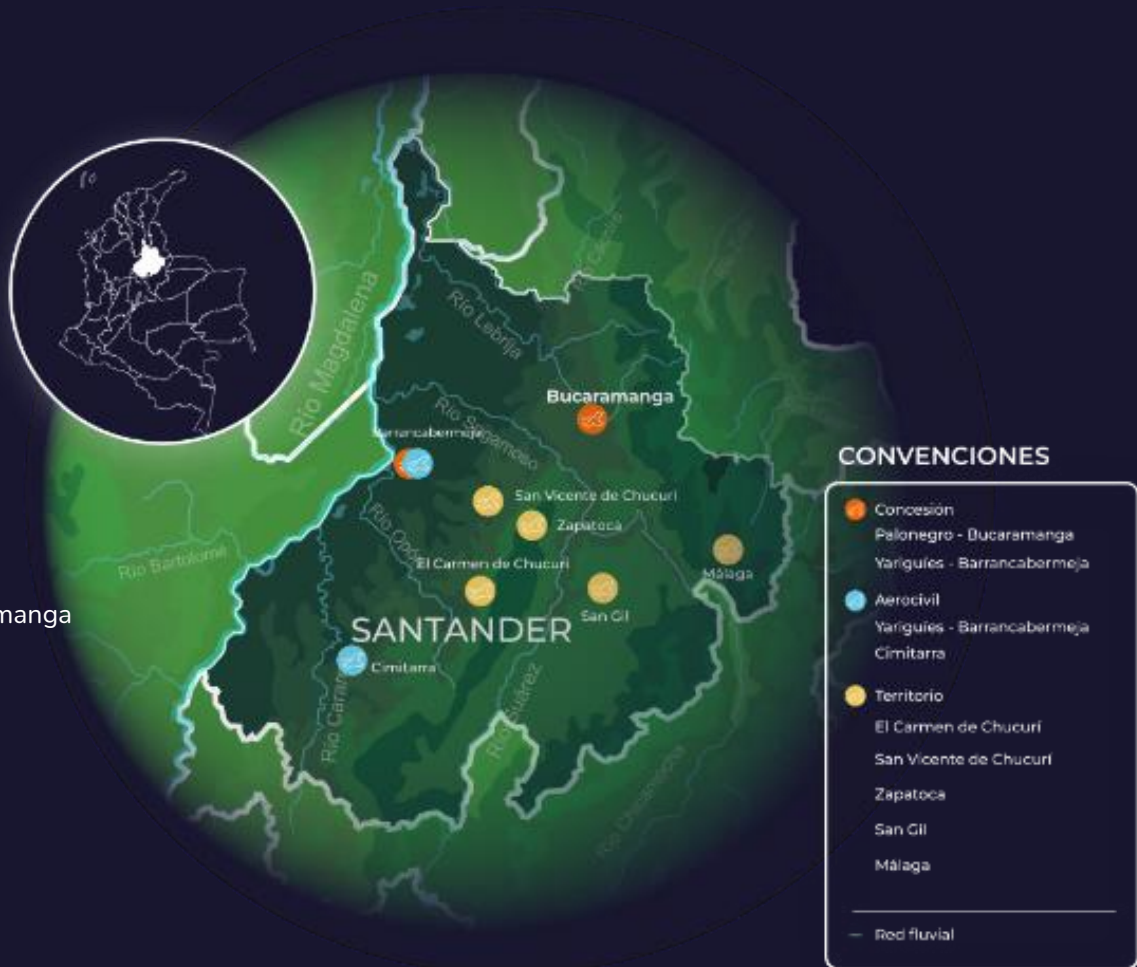 Río Magdalena
Río Lebrija
Bucaramanga
Río Sogamoso
Barrancabermeja
San Vicente de Chucurí
Zapatoca
Río Opón
El Carmen de Chucurí
Málaga
San Gil
Río Bartolomé
manga
SANTANDER
Cimitarra
Río Carare
Río Suárez
CONVENCIONES
Concesión
Palonegro - Bucaramanga
Yariguíes - Barrancabermeja
Aerocivil
Yariguíes - Barrancabermeja
Cimitarra
Territorio
El Carmen de Chucurí
San Vicente de Chucurí
Zapatoca
San Gil
Málaga
Red fluvial